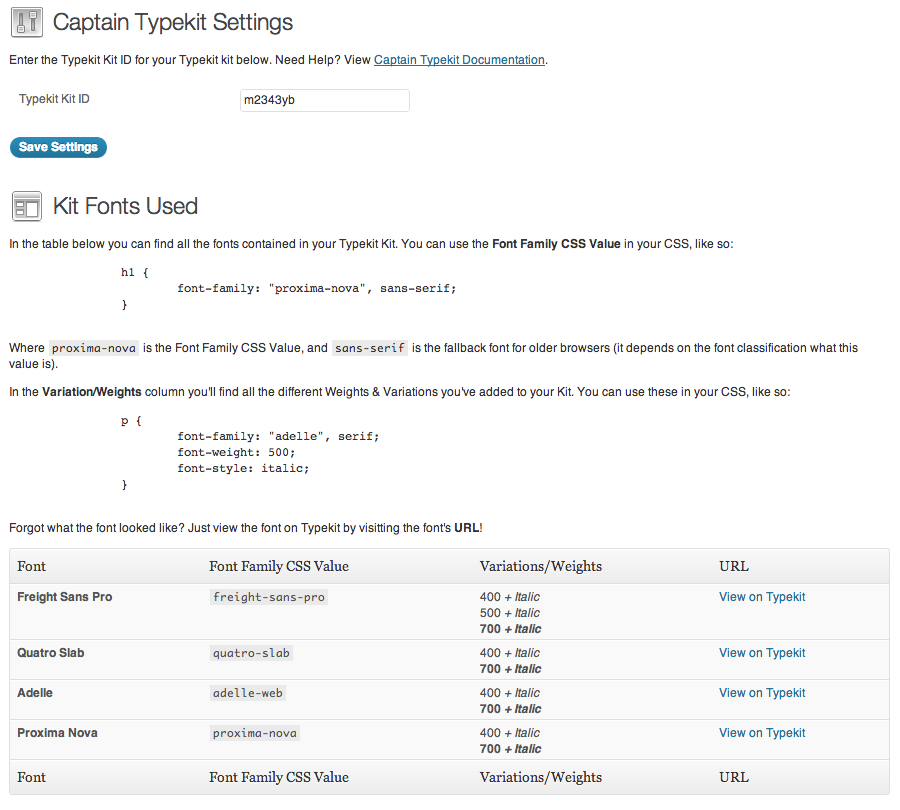 Captain Typekit Settings
Enter the Typekit Kit ID for your Typekit kit below. Need Help? View Captain Typekit Documentation.
Typekit Kit ID m2343yb
Save Settings
Kit Fonts Used
In the table below you can find all the fonts contained in your Typekit Kit. You can use the Font Family CSS Value in your CSS, like so:
h1 {
font-family: "proxima-nova", sans-serif;
}
Where proxima-nova is the Font Family CSS Value, and sans-serif is the fallback font for older browsers (it depends on the font classification what this
value is).
In the Variation/Weights column you'll find all the different Weights & Variations you've added to your Kit. You can use these in your CSS, like so:
p {
font-family: "adelle", serif;
font-weight: 500;
font-style: italic;
}
Forgot what the font looked like? Just view the font on Typekit by visitting the font's URL!
Font Font Family CSS Value Variations/Weights URL
Freight Sans Pro freight-sans-pro 400 + Italic View on Typekit
500 + Italic
700 + Italic
Quatro Slab quatro-slab 400 + Italic View on Typekit
700 + Italic
Adelle adelle-web 400 + Italic View on Typekit
700 + Italic
Proxima Nova proxima-nova 400 + Italic View on Typekit
700 + Italic
Font Font Family CSS Value Variations/Weights URL